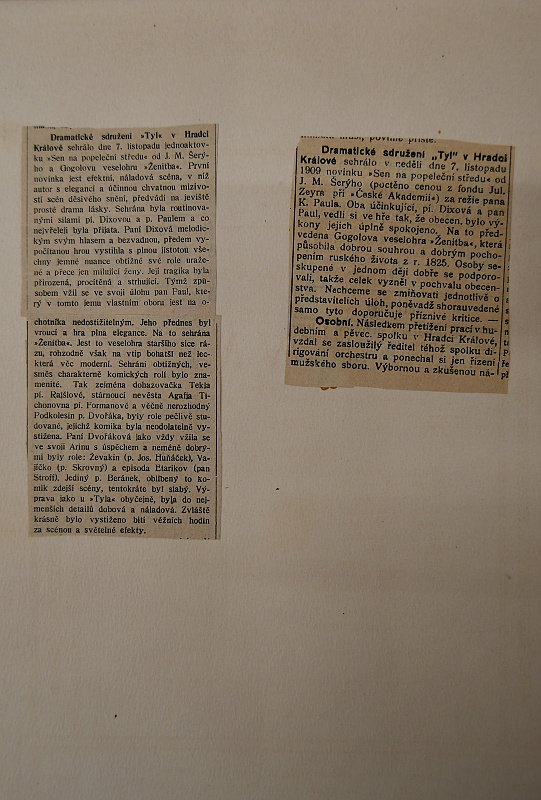 Dramatické sdružení »Tyl« v Hradci
Králové sehrálo dne 7. listopadu jednoaktov-
ku »Sen na popeleční středu« od J. M. Šerý-
ho a Gogolovu veselohru »Ženitba«. První
novinka jest efektní, náladová scéna, v níž
autor s elegancí a účinnou chvatnou mizivo-
stí scén děsivého snění, předvádí na jeviště
prosté drama lásky. Sehrána byla routinova-
nými silami pí. Dixovou a p. Paulem a co
nejvřeleji byla přijata. Paní Dixová melodic-
kým svým hlasem a bezvadnou, předem vy-
počítanou hrou vystihla s plnou jistotou vše-
chny jemné nuance obtížné své role uraže-
né a přece jen milující ženy. Její tragika byla
přirozená, procítěná a strhující. Týmž způ-
sobem vžil se ve svoji úlohu pan Paul, kte-
rý v tomto jemu vlastním oboru jest na o-
chotníka nedostižitelným. Jeho přednes byl
vroucí a hra plna elegance. Na to sehrána
»Ženitba«. Jest to veselohra staršího sice rá-
zu, rohzodně však na vtip bohatší než lec-
která věc moderní. Sehrání obtížných, ve-
směs charakterně komických rolí bylo zna-
menité. Tak zejména dohazovačka Tekla
pí. Rajšlové, stárnoucí nevěsta Agafia Ti-
chonovna pí. Formanové a věčně nerozhodný
Podkolesin p. Dvořáka, byly role pečlivě stu-
dované, jejichž komika byla neodolatelně vy-
stižena. Paní Dvořáková jako vždy vžila se
ve svoji Arinu s úspěchem a neméně dobrý-
mi byly role: Ževakin (p. Jos. Huňáček), Va-
jíčko (p. Skrovný) a episoda Starikov (pan
Stroff). Jediný p. Beránek, oblíbený to ko-
mik zdejší scény, tentokráte byl slabý. Vý-
prava jako u »Tyla« obyčejně, byla do nej-
menších detailů dobová a náladová. Zvláště
krásně bylo vystiženo bití věžních hodin
za scénou a světelné efekty.
Dramatické sdružení „Tyl“ v Hradci
Králové sehrálo v neděli dne 7. listopadu
1909 novinku »Sen na popeleční středu« od
J. M. Šerýho (poctěno cenou z fondu Jul.
Zeyra při »České Akademii«) za režie pana
K. Paula. Oba účinkující, pí. Dixová a pan
Paul, vedli si ve hře tak, že obecen. bylo vý-
kony jejich úplně spokojeno. Na to před-
vedena Gogolova veselohra »Ženitba«, která
působila dobrou souhrou a dobrým pocho-
pením ruského života z r. 1825. Osoby se-
skupené v jednom ději dobře se podporo-
vali, takže celek vyzněl v pochvalu obecen-
stva. Nechceme se zmiňovati jednotlivě o
představitelích úloh, poněvadž shorauvedené
samo tyto doporučuje příznivé kritice. —
Osobní. Následkem přetížení prací v hu-
debním a pěvec. spolku v Hradci Králové,
vzdal se zasloužilý ředitel téhož spolku di-
rigování orchestru a ponechal si jen řízení
mužského sboru. Výbornou a zkušenou ná-